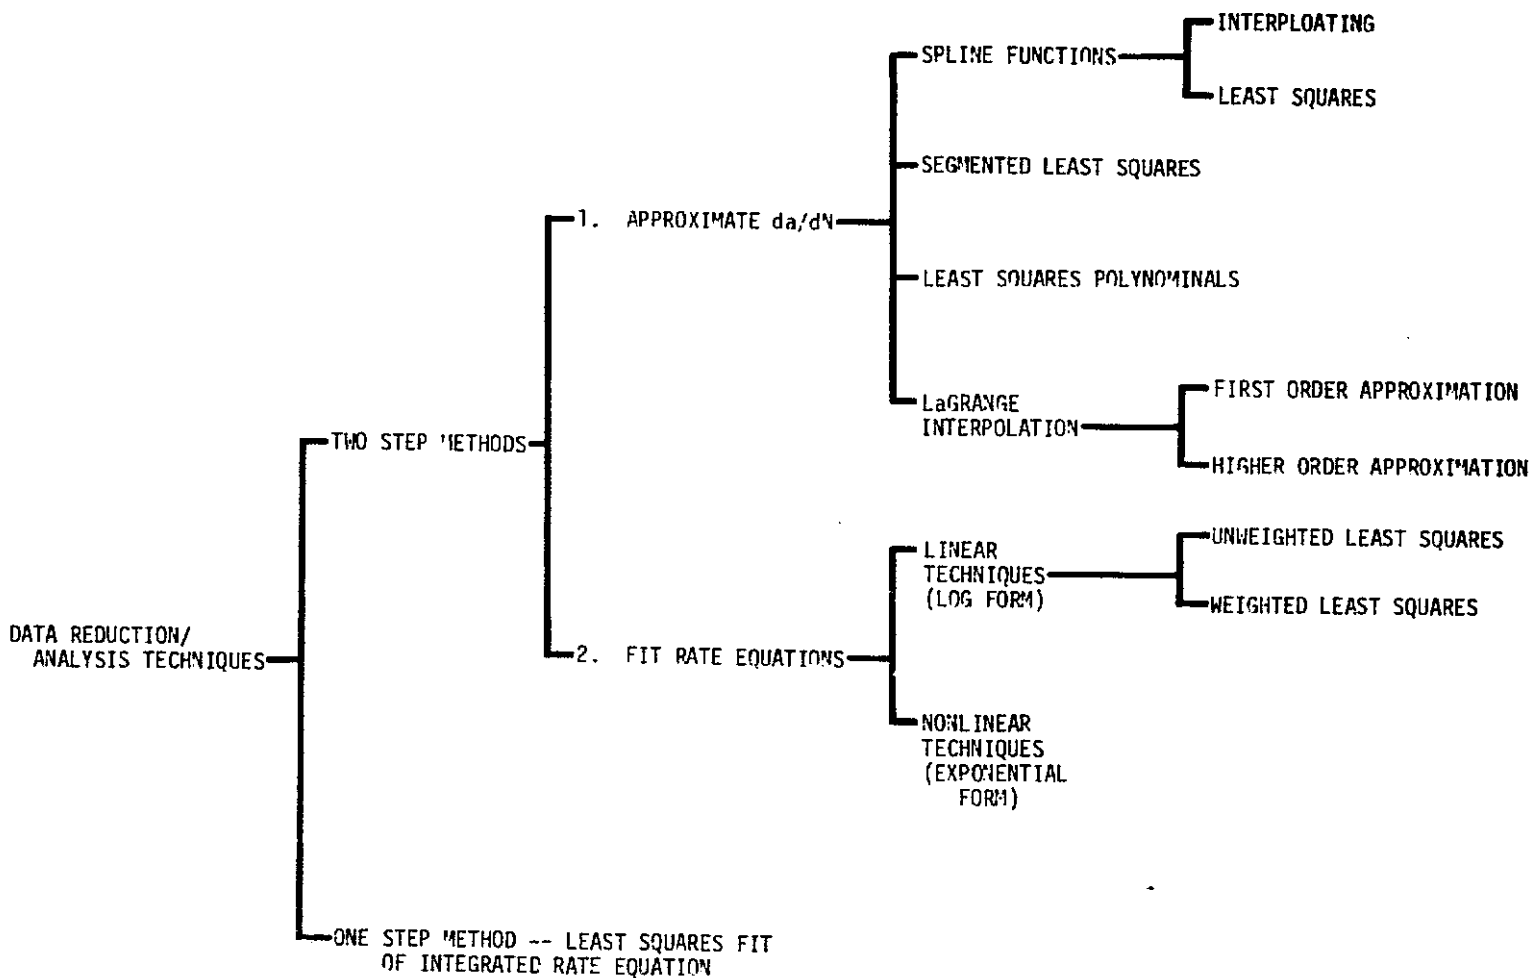 INTERPLOATING
SPLINE FUNCTIONS
LEAST SQUARES
SEGMENTED LEAST SQUARES
1. APPROXIMATE da/dN
LEAST SQUARES POLYNOMINALS
LaGRANGE
INTERPOLATION
FIRST ORDER APPROXIMATION
HIGHER ORDER APPROXIMATION
TWO STEP METHODS
LINEAR
TECHNIQUES
(LOG FORM)
UNWEIGHTED LEAST SQUARES
WEIGHTED LEAST SQUARES
DATA REDUCTION/
ANALYSIS TECHNIQUES
2. FIT RATE EQUATIONS
NONLINEAR
TECHNIQUES
(EXPONENTIAL
FORM)
ONE STEP METHOD -- LEAST SQUARES FIT
OF INTEGRATED RATE EQUATION